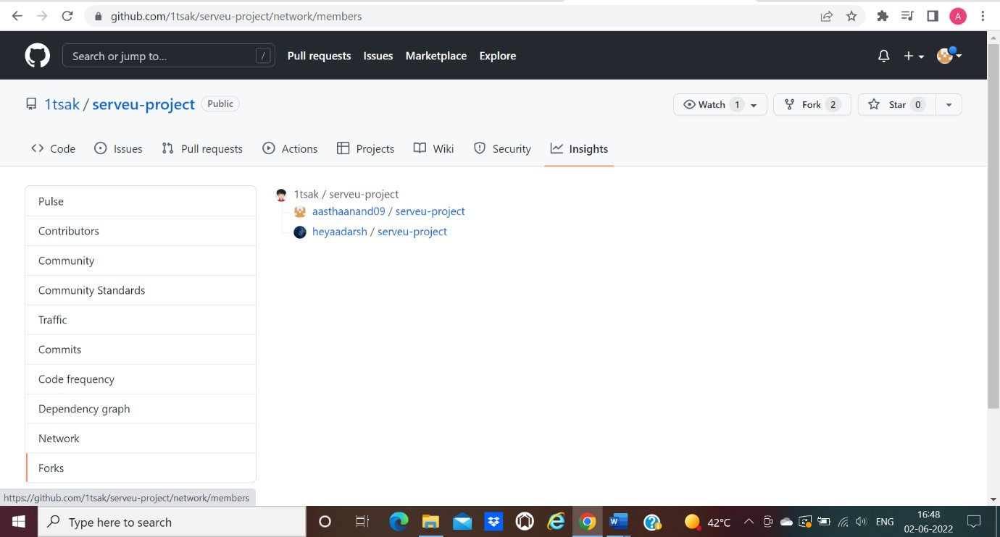 github.com/1tsak/serveu-project/network/members
A
Search or jump to... /
Pull requests Issues Marketplace Explore
1tsak / serveu-project Public
Watch 1 Fork 2 Star 0
Code Issues Pull requests Actions Projects Wiki Security Insights
Pulse
Contributors
Community
Community Standards
Traffic
Commits
Code frequency
Dependency graph
Network
Forks
1tsak / serveu-project
aasthaanand09 / serveu-project
heyaadarsh / serveu-project
https://github.com/1tsak/serveu-project/network/members
Type here to search
42°C
ENG
16:48
02-06-2022